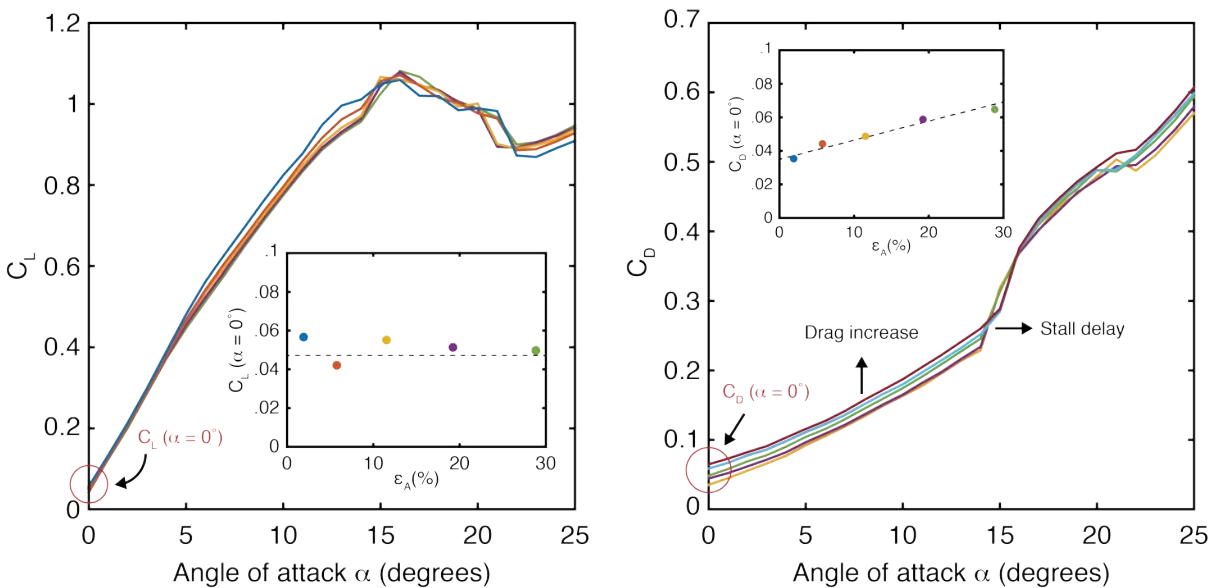 1.2
1
0.8
0.6
0.4
0.2
0
C_L
0 5 10 15 20 25
Angle of attack α (degrees)
C_L (α = 0°)
.1
.08
.06
.04
.02
0
C_L (α = 0°)
0 10 20 30
ε_A(%)
0.7
0.6
0.5
0.4
0.3
0.2
0.1
0
C_D
0 5 10 15 20 25
Angle of attack α (degrees)
.1
.08
.06
.04
.02
0
C_D (α = 0°)
0 10 20 30
ε_A(%)
Drag increase
Stall delay
C_D (α = 0°)